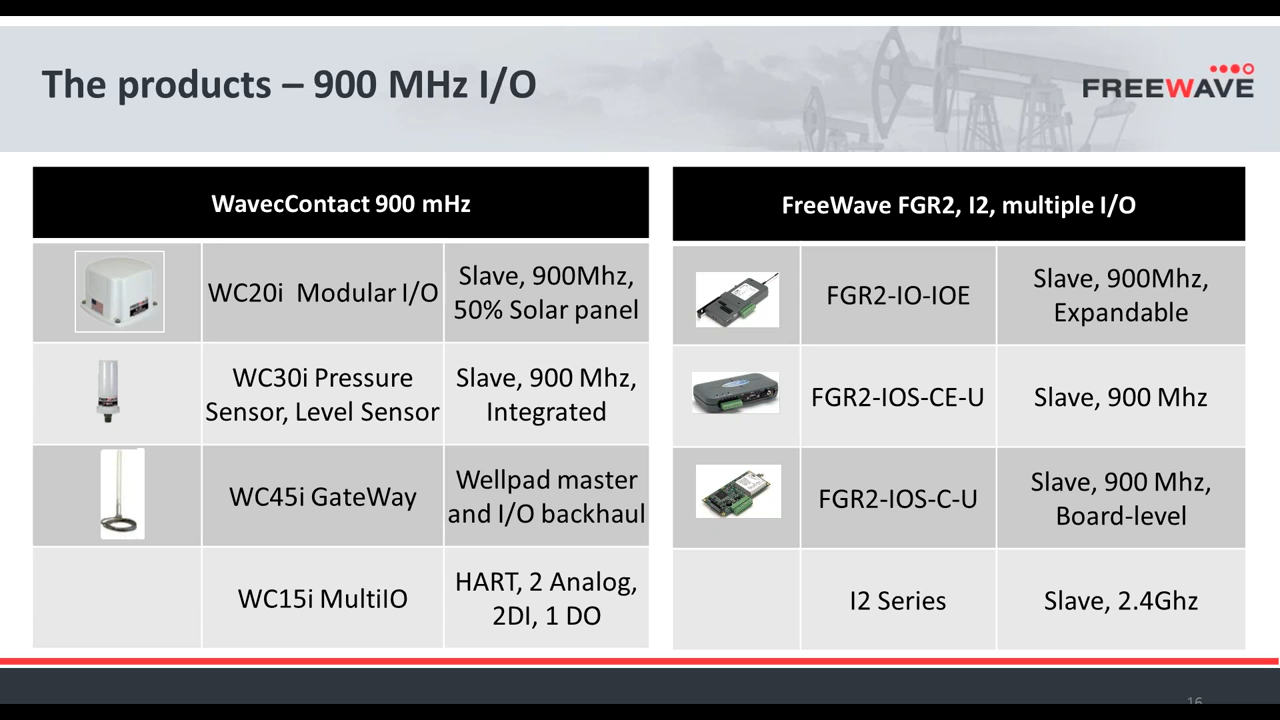 The products – 900 MHz I/O
FREEWAVE
WavecContact 900 mHz
WC20i Modular I/O
Slave, 900Mhz,
50% Solar panel
WC30i Pressure
Sensor, Level Sensor
Slave, 900 Mhz,
Integrated
WC45i GateWay
Wellpad master
and I/O backhaul
WC15i MultiIO
HART, 2 Analog,
2DI, 1 DO
FreeWave FGR2, I2, multiple I/O
FGR2-IO-IOE
Slave, 900Mhz,
Expandable
FGR2-IOS-CE-U
Slave, 900 Mhz
FGR2-IOS-C-U
Slave, 900 Mhz,
Board-level
I2 Series
Slave, 2.4Ghz
16